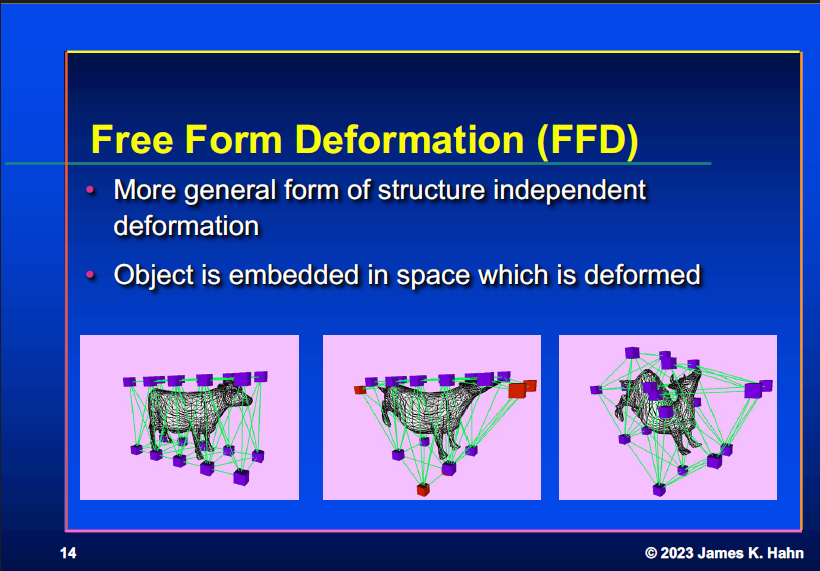 Free Form Deformation (FFD)
• More general form of structure independent
deformation
• Object is embedded in space which is deformed
14
© 2023 James K. Hahn